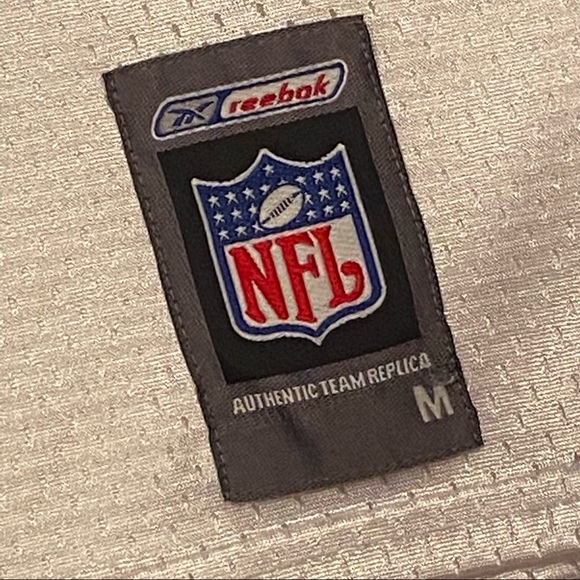 reebok
NFL
AUTHENTIC TEAM REPLICA
M